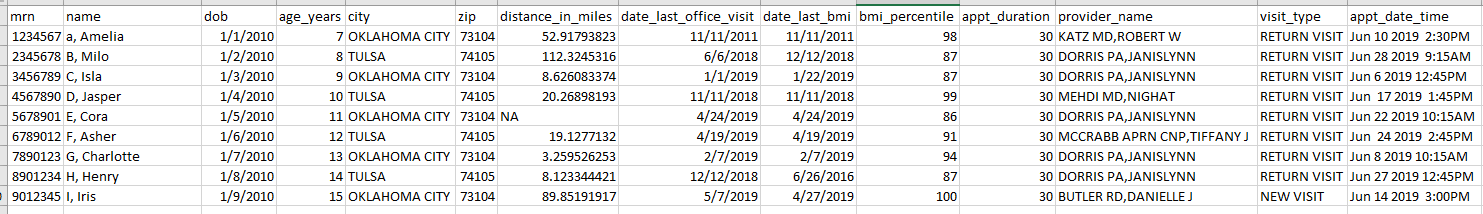 mrn name dob age_years city zip distance_in_miles date_last_office_visit date_last_bmi bmi_percentile appt_duration provider_name visit_type appt_date_time
1234567 a, Amelia 1/1/2010 7 OKLAHOMA CITY 73104 52.91793823 11/11/2011 11/11/2011 98 30 KATZ MD,ROBERT W RETURN VISIT Jun 10 2019 2:30PM
2345678 B, Milo 1/2/2010 8 TULSA 74105 112.3245316 6/6/2018 12/12/2018 87 30 DORRIS PA,JANISLYNN RETURN VISIT Jun 28 2019 9:15AM
3456789 C, Isla 1/3/2010 9 OKLAHOMA CITY 73104 8.626083374 1/1/2019 1/22/2019 87 30 DORRIS PA,JANISLYNN RETURN VISIT Jun 6 2019 12:45PM
4567890 D, Jasper 1/4/2010 10 TULSA 74105 20.26898193 11/11/2018 11/11/2018 99 30 MEHDI MD,NIGHAT RETURN VISIT Jun 17 2019 1:45PM
5678901 E, Cora 1/5/2010 11 OKLAHOMA CITY 73104 NA 4/24/2019 4/24/2019 86 30 DORRIS PA,JANISLYNN RETURN VISIT Jun 22 2019 10:15AM
6789012 F, Asher 1/6/2010 12 TULSA 74105 19.1277132 4/19/2019 4/19/2019 91 30 MCCRABB APRN CNP,TIFFANY J RETURN VISIT Jun 24 2019 2:45PM
7890123 G, Charlotte 1/7/2010 13 OKLAHOMA CITY 73104 3.259526253 2/7/2019 2/7/2019 94 30 DORRIS PA,JANISLYNN RETURN VISIT Jun 8 2019 10:15AM
8901234 H, Henry 1/8/2010 14 TULSA 74105 8.123344421 12/12/2018 6/26/2016 87 30 DORRIS PA,JANISLYNN RETURN VISIT Jun 27 2019 12:45PM
9012345 I, Iris 1/9/2010 15 OKLAHOMA CITY 73104 89.85191917 5/7/2019 4/27/2019 100 30 BUTLER RD,DANIELLE J NEW VISIT Jun 14 2019 3:00PM